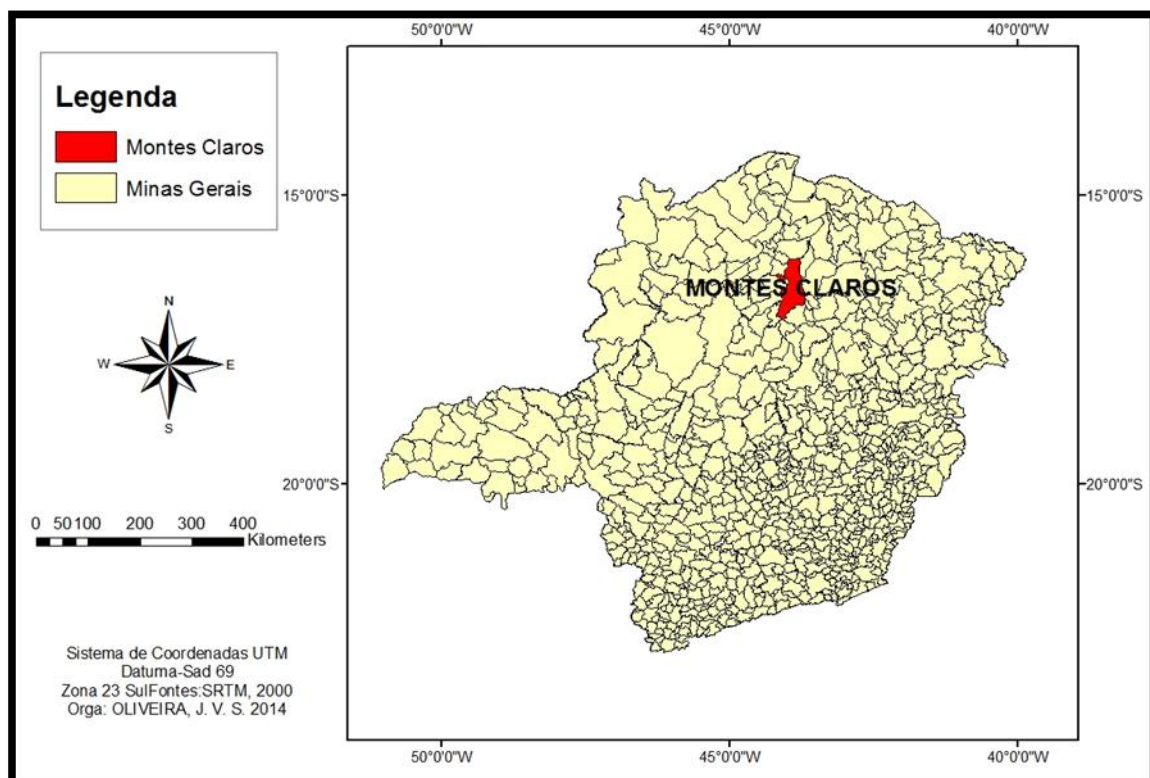 50°0'0"W 45°0'0"W 40°0'0"W
Legenda
Montes Claros
Minas Gerais
15°0'0"S 15°0'0"S
MONTES CLAROS
N
W E
S
20°0'0"S 20°0'0"S
0 50 100 200 300 400
Kilometers
Sistema de Coordenadas UTM
Datuma-Sad 69
Zona 23 SulFontes:SRTM, 2000
Orga: OLIVEIRA, J. V. S. 2014
50°0'0"W 45°0'0"W 40°0'0"W